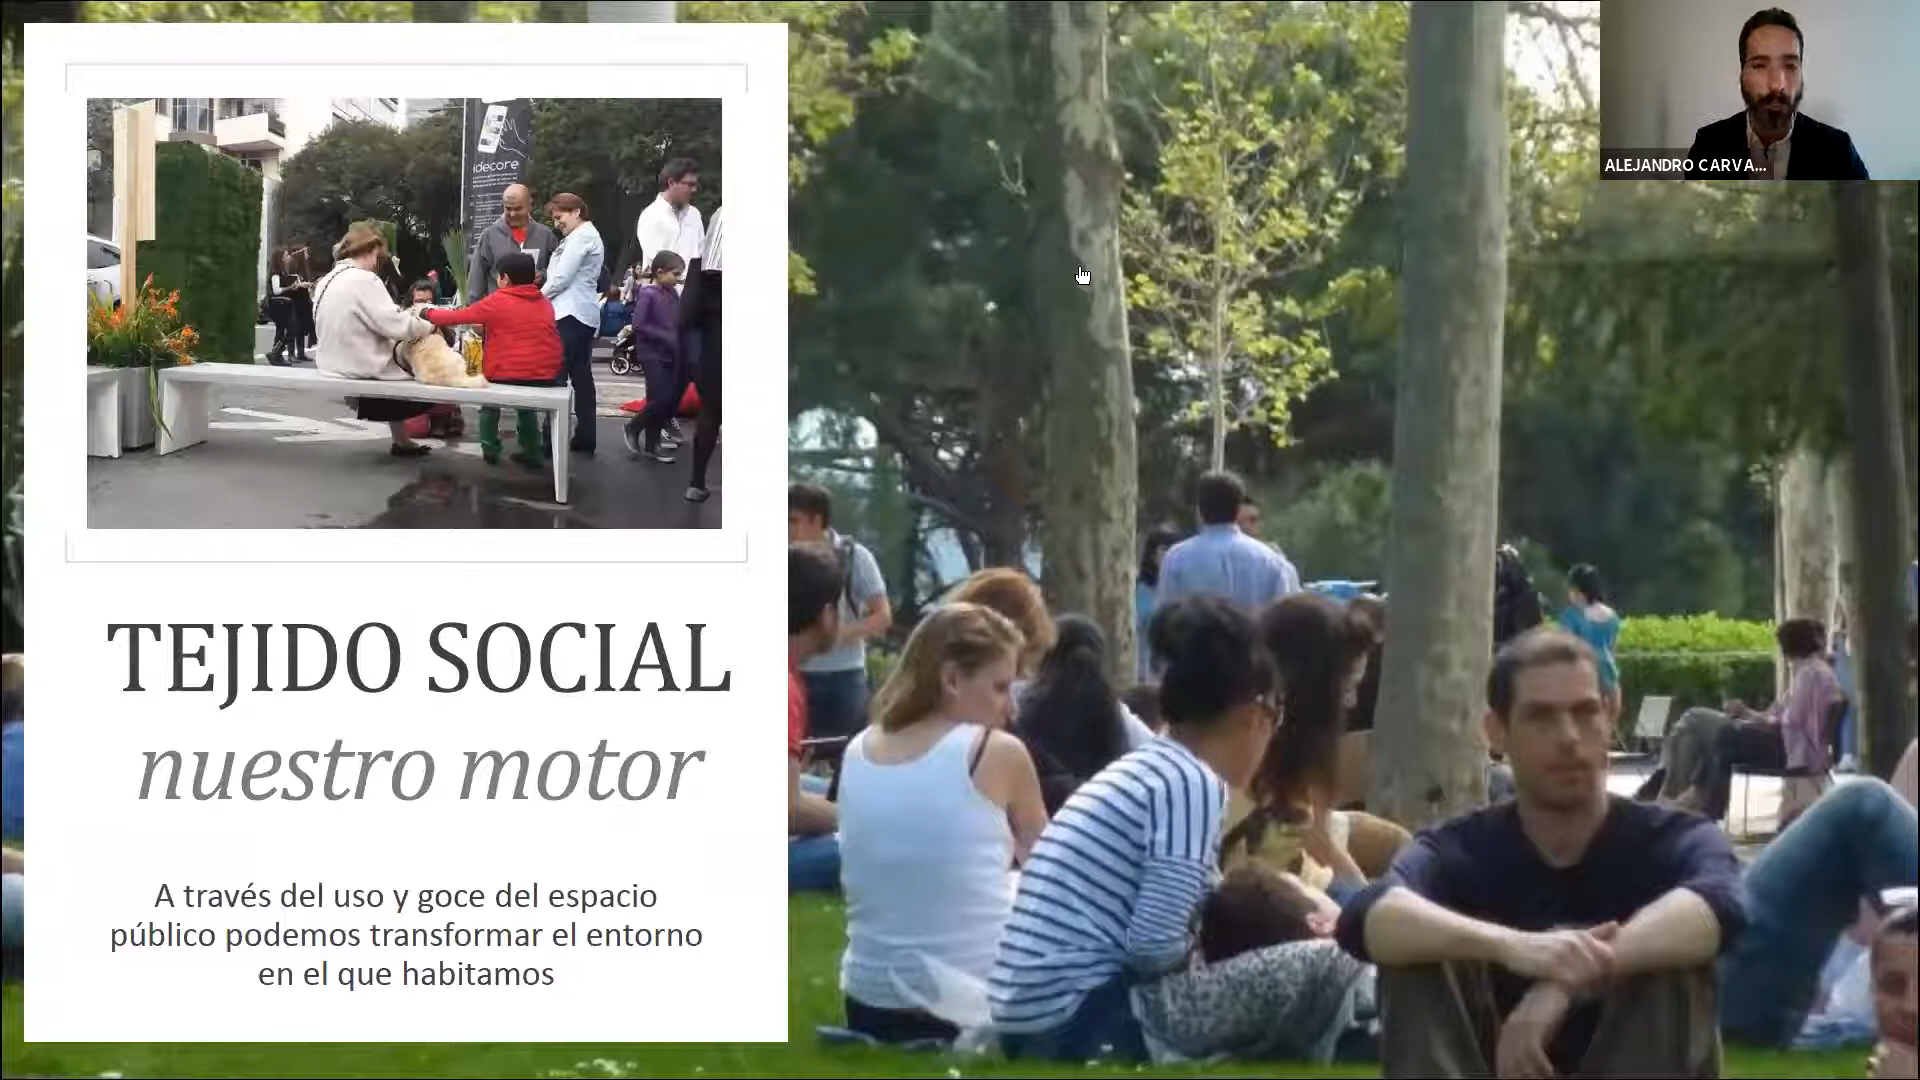 idecore
TEJIDO SOCIAL
nuestro motor
A través del uso y goce del espacio
público podemos transformar el entorno
en el que habitamos
ALEJANDRO CARVA...